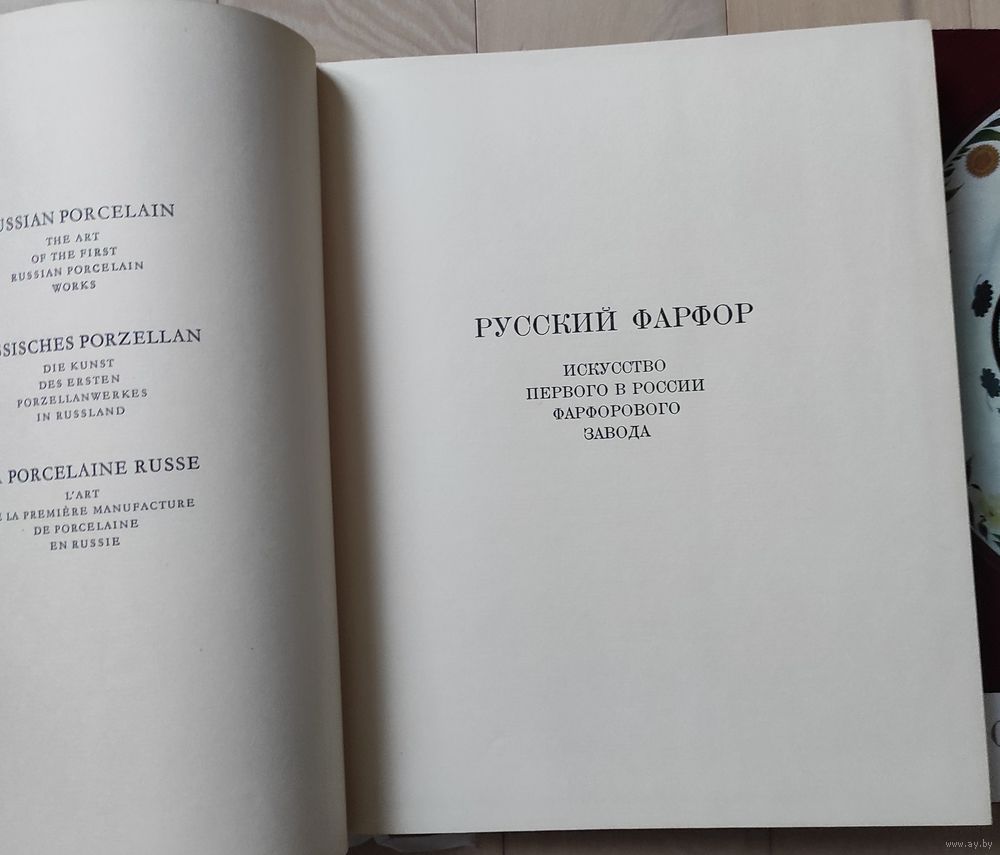 USSIAN PORCELAIN
THE ART
OF THE FIRST
RUSSIAN PORCELAIN
WORKS
SISCHES PORZELLAN
DIE KUNST
DES ERSTEN
PORZELLANWERKES
IN RUSSLAND
PORCELAINE RUSSE
L'ART
LA PREMIÈRE MANUFACTURE
DE PORCELAINE
EN RUSSIE
РУССКИЙ ФАРФОР
ИСКУССТВО
ПЕРВОГО В РОССИИ
ФАРФОРОВОГО
ЗАВОДА
www.ay.by